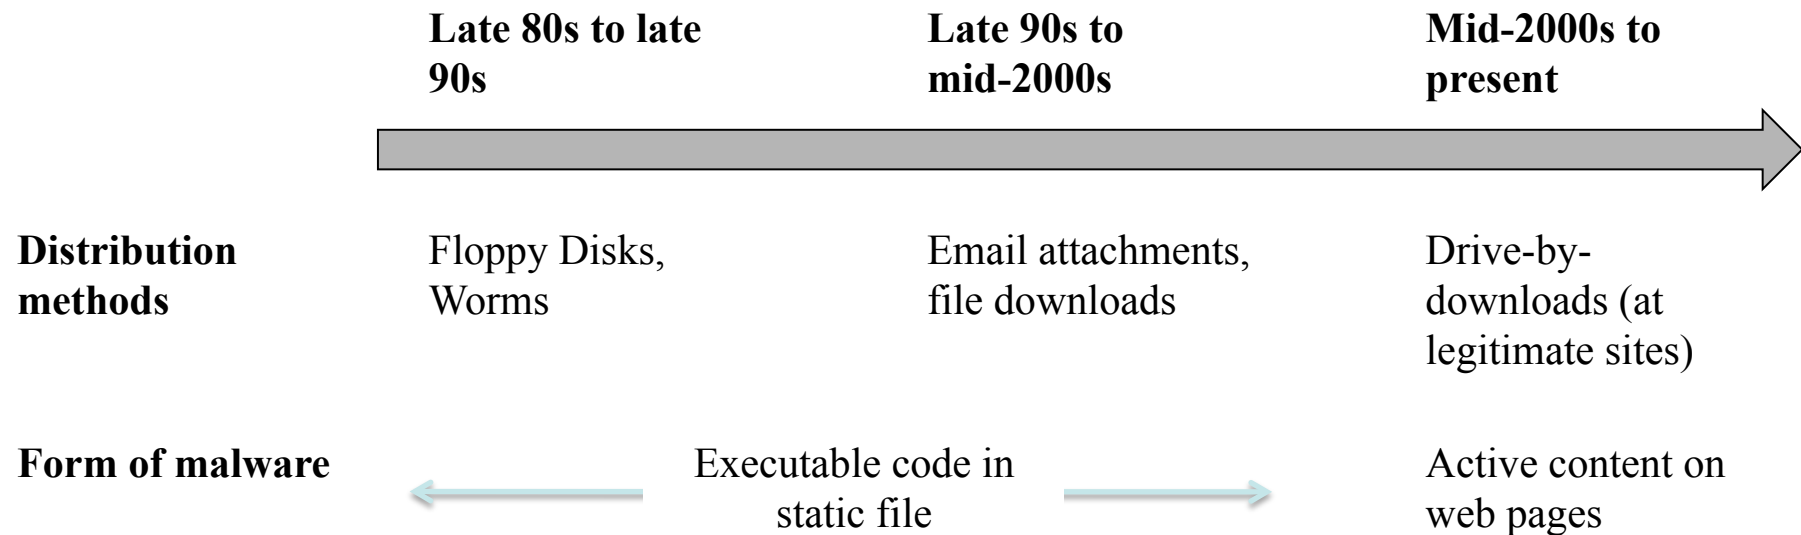 Late 80s to late
90s
Late 90s to
mid-2000s
Mid-2000s to
present
Distribution
methods
Floppy Disks,
Worms
Email attachments,
file downloads
Drive-by-
downloads (at
legitimate sites)
Form of malware
Executable code in
static file
Active content on
web pages